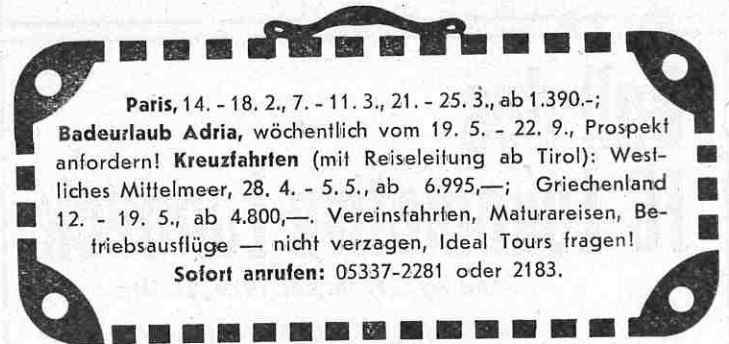 Paris, 14. - 18. 2., 7. - 11. 3., 21. - 25. 3., ab 1.390.-;
Badeurlaub Adria, wöchentlich vom 19. 5. - 22. 9., Prospekt
anfordern! Kreuzfahrten (mit Reiseleitung ab Tirol): West-
liches Mittelmeer, 28. 4. - 5. 5., ab 6.995,—; Griechenland
12. - 19. 5., ab 4.800,—. Vereinsfahrten, Maturareisen, Be-
triebsausflüge — nicht verzagen, Ideal Tours fragen!
Sofort anrufen: 05337-2281 oder 2183.